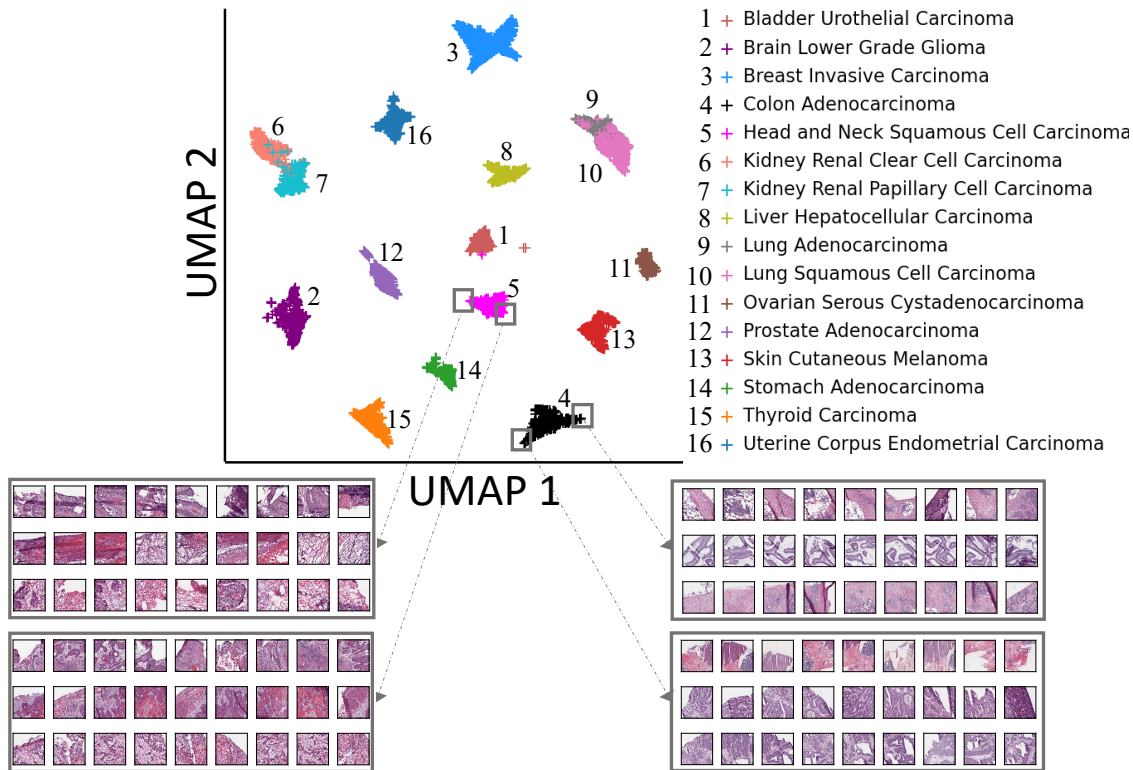 UMAP 2
UMAP 1
3
16
9
10
6
7
8
1
12
11
2
5
13
14
15
4
1 + Bladder Urothelial Carcinoma
2 + Brain Lower Grade Glioma
3 + Breast Invasive Carcinoma
4 + Colon Adenocarcinoma
5 + Head and Neck Squamous Cell Carcinoma
6 + Kidney Renal Clear Cell Carcinoma
7 + Kidney Renal Papillary Cell Carcinoma
8 + Liver Hepatocellular Carcinoma
9 + Lung Adenocarcinoma
10 + Lung Squamous Cell Carcinoma
11 + Ovarian Serous Cystadenocarcinoma
12 + Prostate Adenocarcinoma
13 + Skin Cutaneous Melanoma
14 + Stomach Adenocarcinoma
15 + Thyroid Carcinoma
16 + Uterine Corpus Endometrial Carcinoma